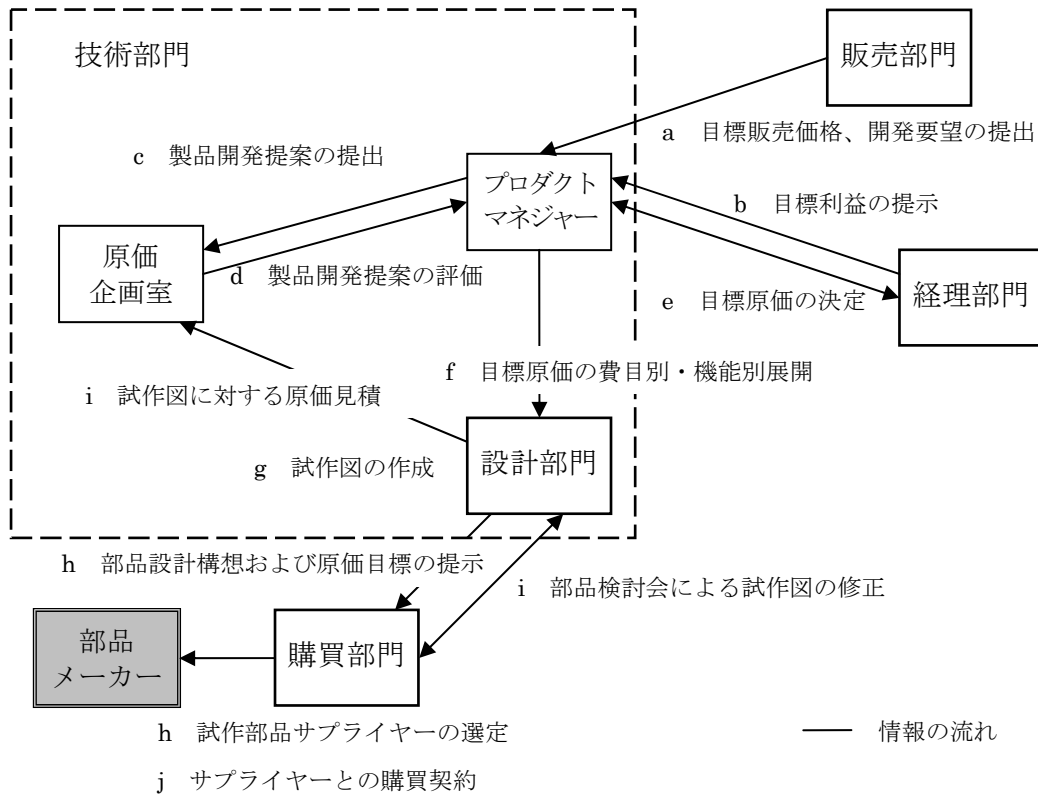 技術部門
販売部門
a 目標販売価格、開発要望の提出
c 製品開発提案の提出
プロダクト
マネジャー
b 目標利益の提示
原価
企画室
d 製品開発提案の評価
経理部門
e 目標原価の決定
f 目標原価の費目別・機能別展開
i 試作図に対する原価見積
設計部門
g 試作図の作成
h 部品設計構想および原価目標の提示
i 部品検討会による試作図の修正
部品
メーカー
購買部門
h 試作部品サプライヤーの選定
情報の流れ
j サプライヤーとの購買契約